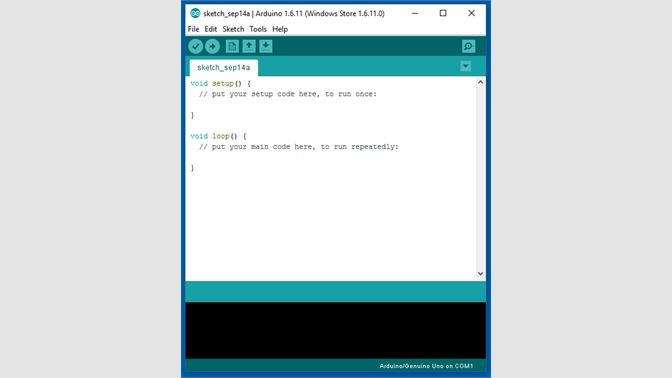 sketch_sep14a | Arduino 1.6.11 (Windows Store 1.6.11.0)
File Edit Sketch Tools Help
sketch_sep14a
void setup() {
// put your setup code here, to run once:
}
void loop() {
// put your main code here, to run repeatedly:
}
Arduino/Genuino Uno on COM1